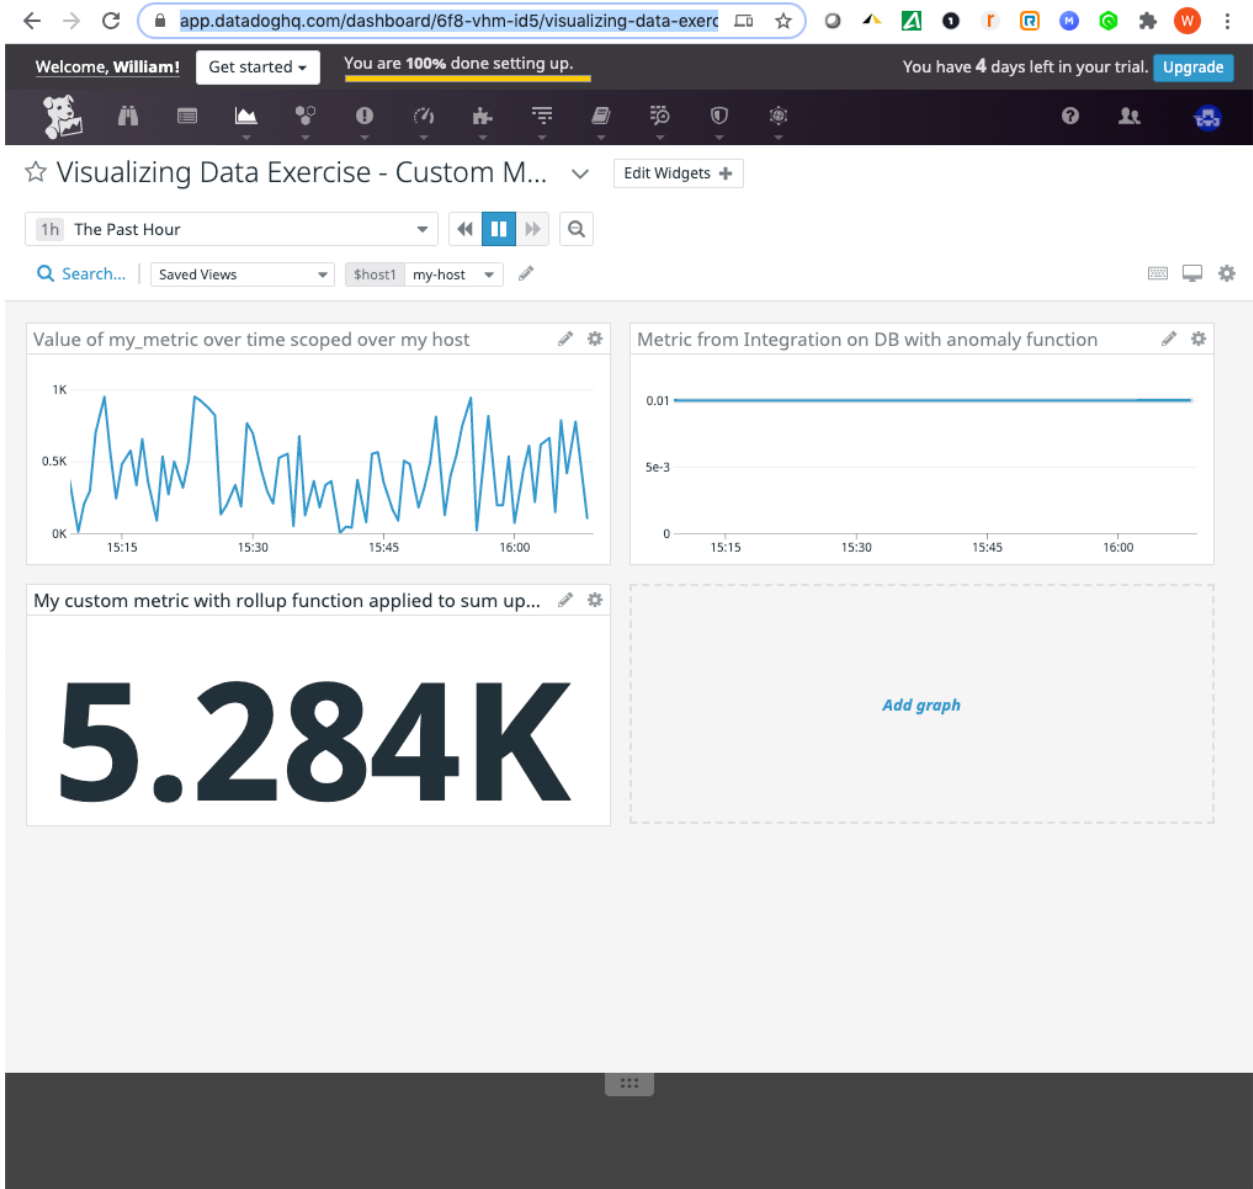 app.datadoghq.com/dashboard/6f8-vhm-id5/visualizing-data-exerc
W
Welcome, William!
Get started
You are 100% done setting up.
You have 4 days left in your trial.
Upgrade
Visualizing Data Exercise - Custom M...
Edit Widgets
1h The Past Hour
Search...
Saved Views
$host1 my-host
Value of my_metric over time scoped over my host
1K
0.5K
0K
15:15 15:30 15:45 16:00
Metric from Integration on DB with anomaly function
0.01
5e-3
0
15:15 15:30 15:45 16:00
My custom metric with rollup function applied to sum up...
5.284K
Add graph